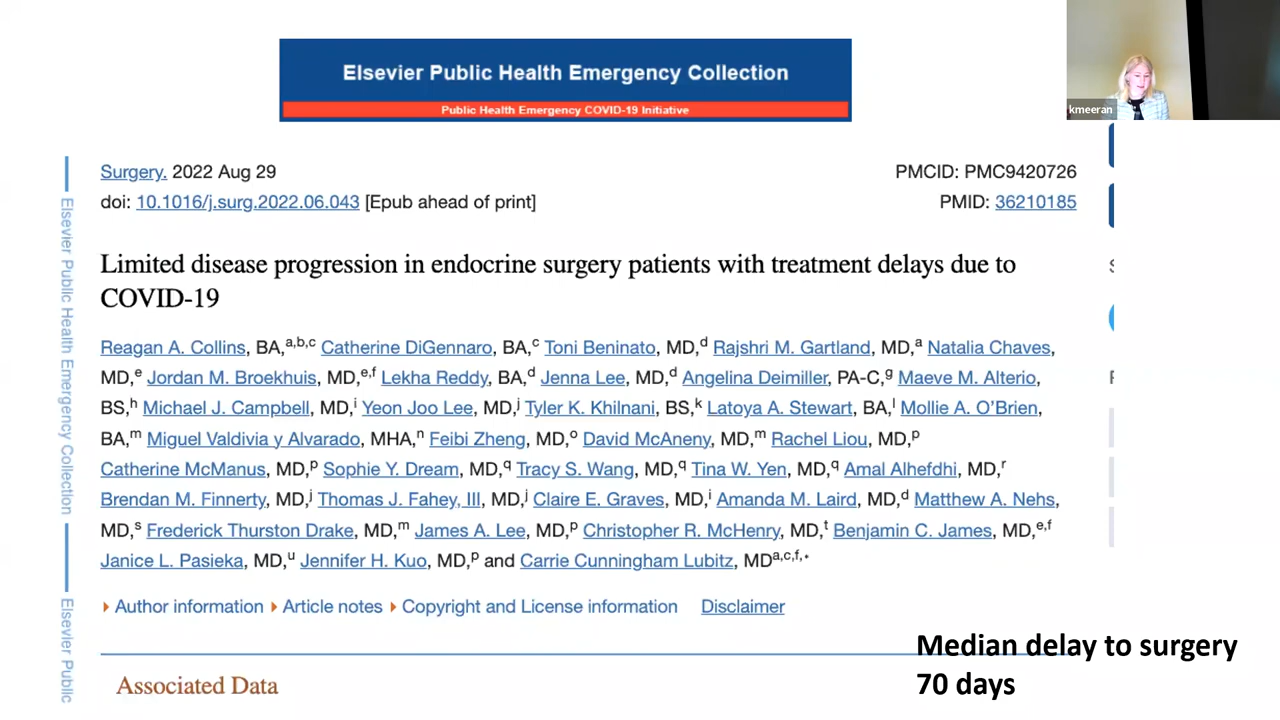 Elsevier Public Health Emergency Collection
Public Health Emergency COVID-19 Initiative
kmeeran
Surgery. 2022 Aug 29
PMCID: PMC9420726
doi: 10.1016/j.surg.2022.06.043 [Epub ahead of print]
PMID: 36210185
Limited disease progression in endocrine surgery patients with treatment delays due to
COVID-19
Reagan A. Collins, BA,a,b,c Catherine DiGennaro, BA,c Toni Beninato, MD,d Rajshri M. Gartland, MD,a Natalia Chaves,
MD,e Jordan M. Broekhuis, MD,e,f Lekha Reddy, BA,d Jenna Lee, MD,d Angelina Deimiller, PA-C,g Maeve M. Alterio,
BS,h Michael J. Campbell, MD,i Yeon Joo Lee, MD,j Tyler K. Khilnani, BS,k Latoya A. Stewart, BA,l Mollie A. O’Brien,
BA,m Miguel Valdivia y Alvarado, MHA,n Feibi Zheng, MD,o David McAneny, MD,m Rachel Liou, MD,p
Catherine McManus, MD,p Sophie Y. Dream, MD,q Tracy S. Wang, MD,q Tina W. Yen, MD,q Amal Alhefdhi, MD,r
Brendan M. Finnerty, MD,j Thomas J. Fahey, III, MD,j Claire E. Graves, MD,i Amanda M. Laird, MD,d Matthew A. Nehs,
MD,s Frederick Thurston Drake, MD,m James A. Lee, MD,p Christopher R. McHenry, MD,t Benjamin C. James, MD,e,f
Janice L. Pasieka, MD,u Jennifer H. Kuo, MD,p and Carrie Cunningham Lubitz, MDa,c,f,*
Author information
Article notes
Copyright and License information
Disclaimer
Associated Data
Median delay to surgery
70 days
Elsevier Public Health Emergency Collection
Elsevier Public